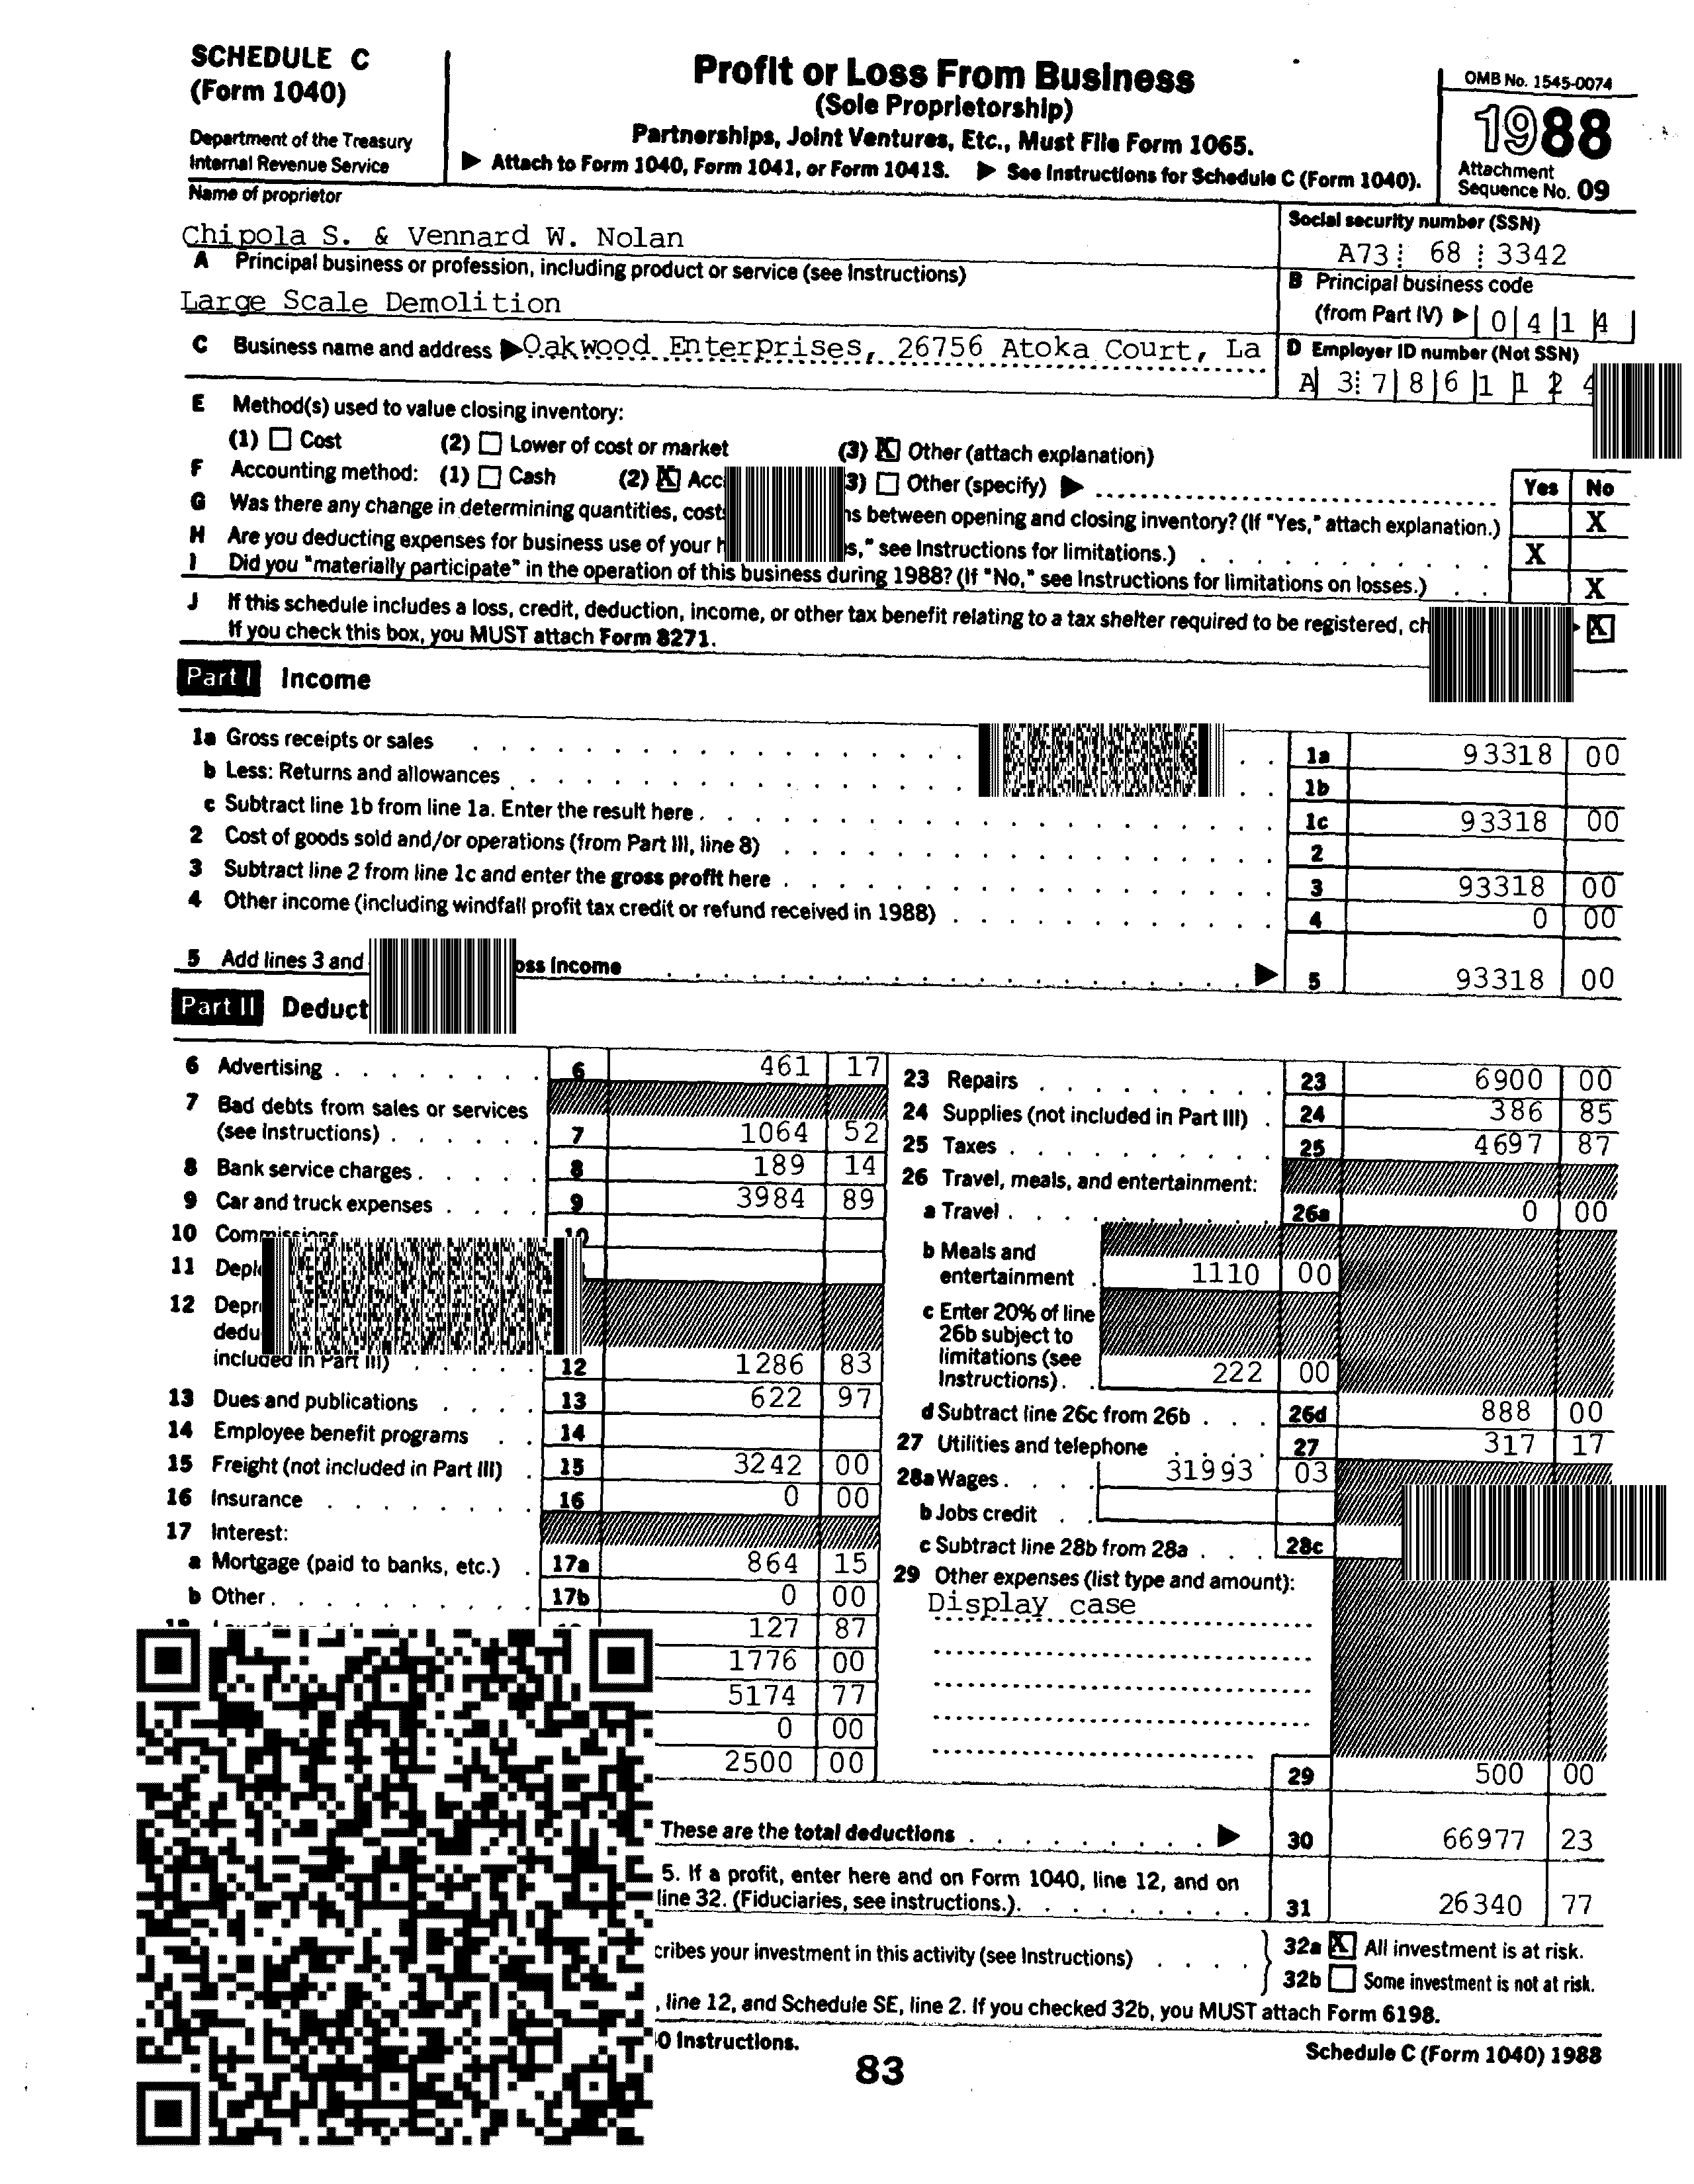 SCHEDULE C
(Form 1040)
Department of the Treasury
Internal Revenue Service
Profit or Loss From Business
(Sole Proprietorship)
Partnerships, Joint Ventures, Etc., Must File Form 1065.
▶ Attach to Form 1040, Form 1041, or Form 1041S. ▶ See Instructions for Schedule C (Form 1040).
OMB No. 1545-0074
1988
Attachment
Sequence No. 09
Name of proprietor
Chipola S. & Vennard W. Nolan
Social security number (SSN)
A73 68 3342
A Principal business or profession, including product or service (see Instructions)
Large Scale Demolition
B Principal business code
(from Part IV) ▶ 0 4 1 4
C Business name and address ▶ Oakwood Enterprises, 26756 Atoka Court, La
D Employer ID number (Not SSN)
A 3 7 8 6 1 1 2 4
E Method(s) used to value closing inventory:
(1) Cost (2) Lower of cost or market (3) X Other (attach explanation)
F Accounting method: (1) Cash (2) X Acc 3) Other (specify) ▶
Yes No
G Was there any change in determining quantities, costs between opening and closing inventory? (If "Yes," attach explanation.) X
H Are you deducting expenses for business use of your see Instructions for limitations.) X
I Did you "materially participate" in the operation of this business during 1988? (If "No," see Instructions for limitations on losses.) X
J If this schedule includes a loss, credit, deduction, income, or other tax benefit relating to a tax shelter required to be registered, X
If you check this box, you MUST attach Form 8271.
Part I Income
1a Gross receipts or sales 1a 93318 00
b Less: Returns and allowances 1b
c Subtract line 1b from line 1a. Enter the result here 1c 93318 00
2 Cost of goods sold and/or operations (from Part III, line 8) 2
3 Subtract line 2 from line 1c and enter the gross profit here 3 93318 00
4 Other income (including windfall profit tax credit or refund received in 1988) 4 0 00
5 Add lines 3 and oss income ▶ 5 93318 00
Part II Deduct
6 Advertising 6 461 17
7 Bad debts from sales or services
(see Instructions) 7 1064 52
8 Bank service charges 8 189 14
9 Car and truck expenses 9 3984 89
10 Commissions 10
11 Depl
12 Depr
dedu
included in Part III) 12 1286 83
13 Dues and publications 13 622 97
14 Employee benefit programs 14
15 Freight (not included in Part III) 15 3242 00
16 Insurance 16 0 00
17 Interest:
a Mortgage (paid to banks, etc.) 17a 864 15
b Other 17b 0 00
127 87
1776 00
5174 77
0 00
2500 00
23 Repairs 23 6900 00
24 Supplies (not included in Part III) 24 386 85
25 Taxes 25 4697 87
26 Travel, meals, and entertainment:
a Travel 26a 0 00
b Meals and
entertainment 1110 00
c Enter 20% of line
26b subject to
limitations (see
Instructions) 222 00
d Subtract line 26c from 26b 26d 888 00
27 Utilities and telephone 27 317 17
28a Wages 31993 03
b Jobs credit
c Subtract line 28b from 28a 28c
29 Other expenses (list type and amount):
Display case
29 500 00
These are the total deductions ▶ 30 66977 23
5. If a profit, enter here and on Form 1040, line 12, and on
line 32. (Fiduciaries, see instructions.) 31 26340 77
cribes your investment in this activity (see Instructions)
32a X All investment is at risk.
32b Some investment is not at risk.
, line 12, and Schedule SE, line 2. If you checked 32b, you MUST attach Form 6198.
0 Instructions.
83
Schedule C (Form 1040) 1988